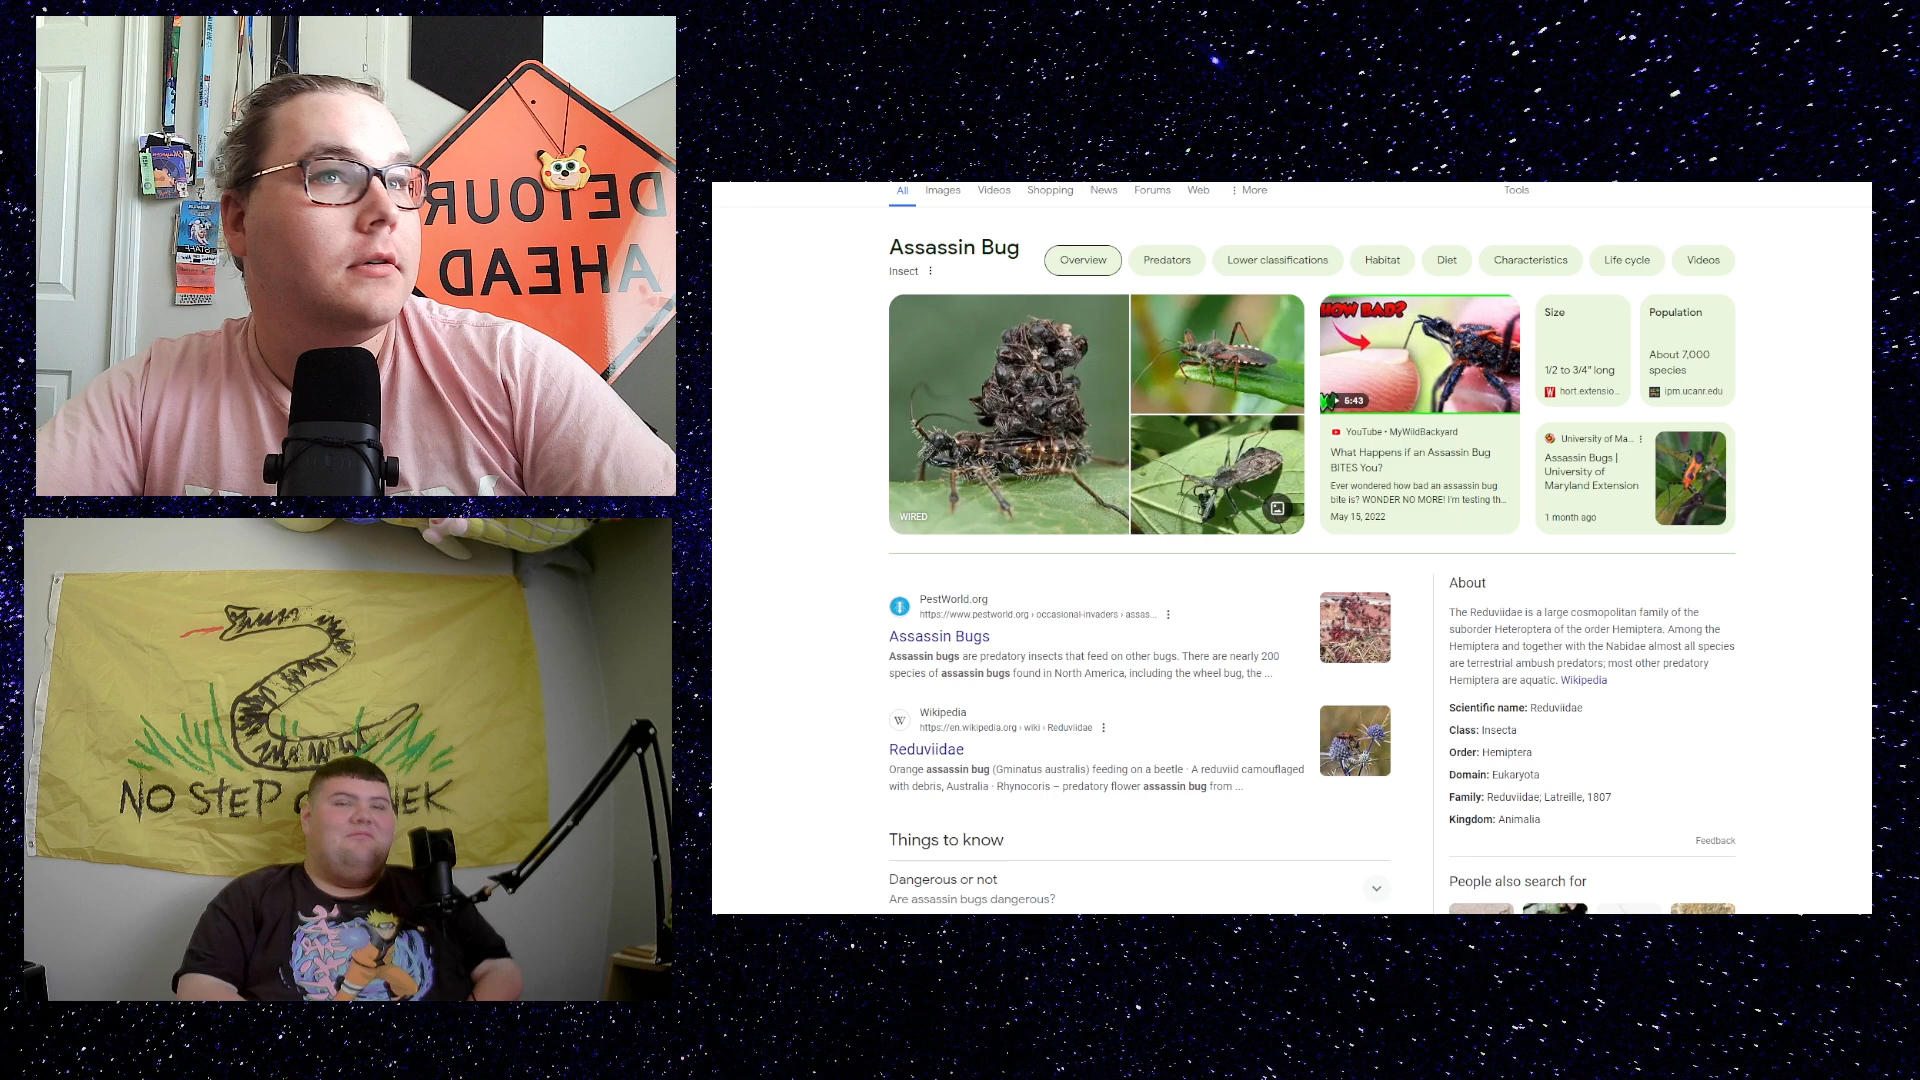 DETOUR
AHEAD
STAFF
NO STEP
NEK
All Images Videos Shopping News Forums Web More Tools
Assassin Bug
Insect
Overview Predators Lower classifications Habitat Diet Characteristics Life cycle Videos
WIRED
HOW BAD?
5:43
YouTube • MyWildBackyard
What Happens if an Assassin Bug
BITES You?
Ever wondered how bad an assassin bug
bite is? WONDER NO MORE! I'm testing th...
May 15, 2022
Size
1/2 to 3/4" long
hort.extensio...
Population
About 7,000
species
ipm.ucanr.edu
University of Ma...
Assassin Bugs |
University of
Maryland Extension
1 month ago
PestWorld.org
https://www.pestworld.org › occasional-invaders › assas...
Assassin Bugs
Assassin bugs are predatory insects that feed on other bugs. There are nearly 200
species of assassin bugs found in North America, including the wheel bug, the ...
W
Wikipedia
https://en.wikipedia.org › wiki › Reduviidae
Reduviidae
Orange assassin bug (Gminatus australis) feeding on a beetle · A reduviid camouflaged
with debris, Australia · Rhynocoris – predatory flower assassin bug from ...
Things to know
Dangerous or not
Are assassin bugs dangerous?
About
The Reduviidae is a large cosmopolitan family of the
suborder Heteroptera of the order Hemiptera. Among the
Hemiptera and together with the Nabidae almost all species
are terrestrial ambush predators; most other predatory
Hemiptera are aquatic. Wikipedia
Scientific name: Reduviidae
Class: Insecta
Order: Hemiptera
Domain: Eukaryota
Family: Reduviidae; Latreille, 1807
Kingdom: Animalia
Feedback
People also search for